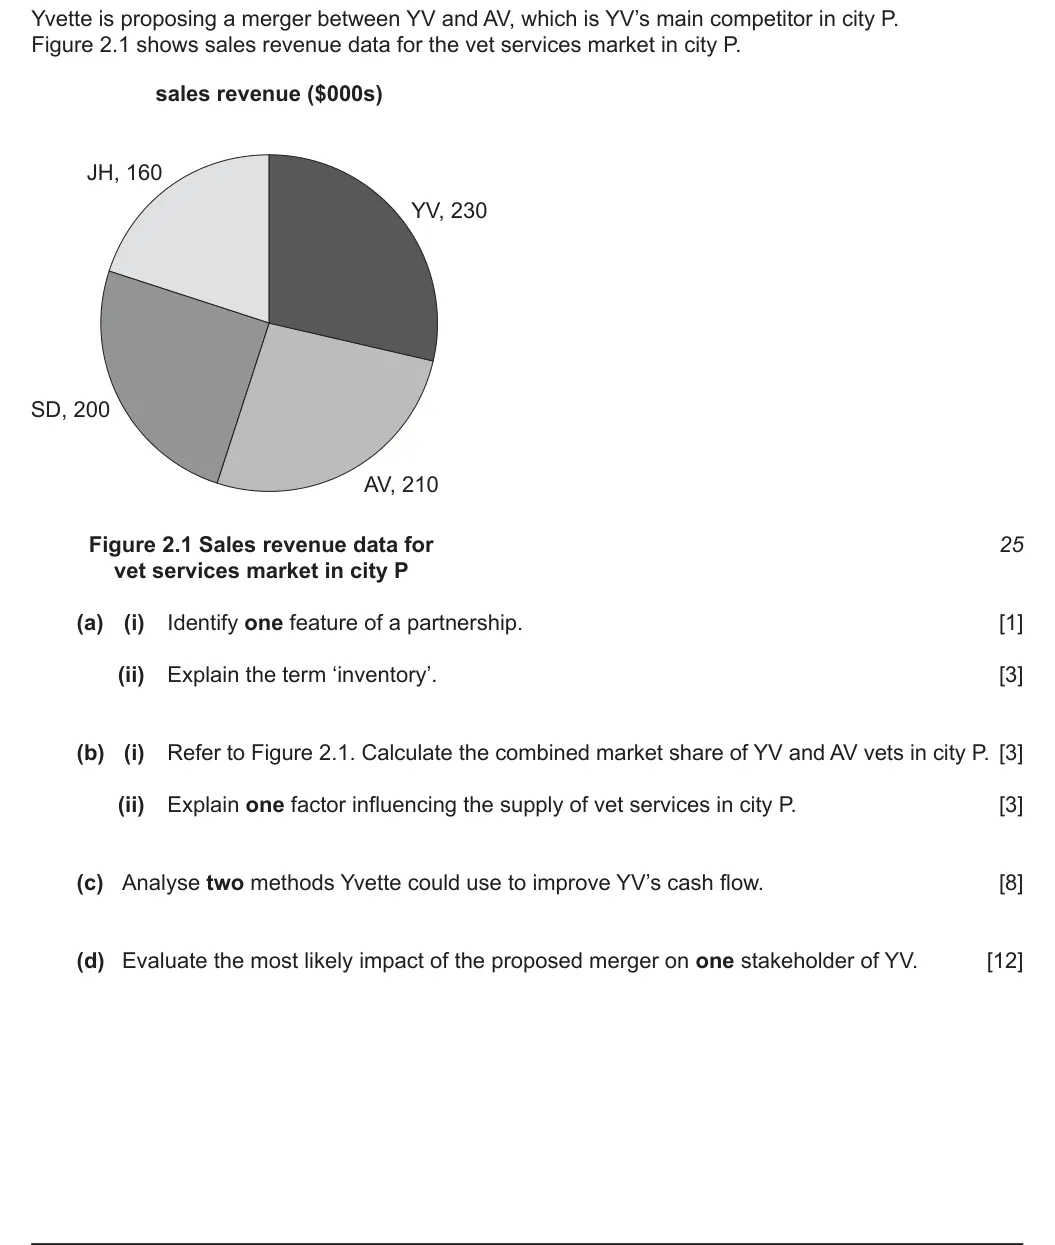 Yvette is proposing a merger between YV and AV, which is YV’s main competitor in city P.
Figure 2.1 shows sales revenue data for the vet services market in city P.
sales revenue ($000s)
JH, 160
YV, 230
SD, 200
AV, 210
Figure 2.1 Sales revenue data for
vet services market in city P
25
(a) (i) Identify one feature of a partnership. [1]
(ii) Explain the term ‘inventory’. [3]
(b) (i) Refer to Figure 2.1. Calculate the combined market share of YV and AV vets in city P. [3]
(ii) Explain one factor influencing the supply of vet services in city P. [3]
(c) Analyse two methods Yvette could use to improve YV’s cash flow. [8]
(d) Evaluate the most likely impact of the proposed merger on one stakeholder of YV. [12]